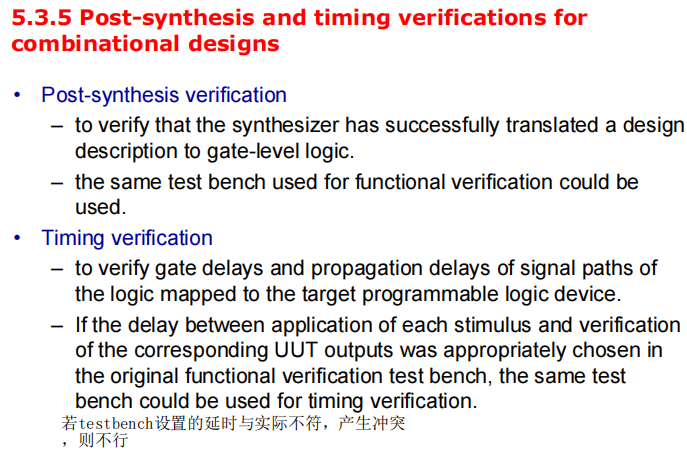 5.3.5 Post-synthesis and timing verifications for
combinational designs
• Post-synthesis verification
– to verify that the synthesizer has successfully translated a design
description to gate-level logic.
– the same test bench used for functional verification could be
used.
• Timing verification
– to verify gate delays and propagation delays of signal paths of
the logic mapped to the target programmable logic device.
– If the delay between application of each stimulus and verification
of the corresponding UUT outputs was appropriately chosen in
the original functional verification test bench, the same test
bench could be used for timing verification.
若testbench设置的延时与实际不符，产生冲突
，则不行